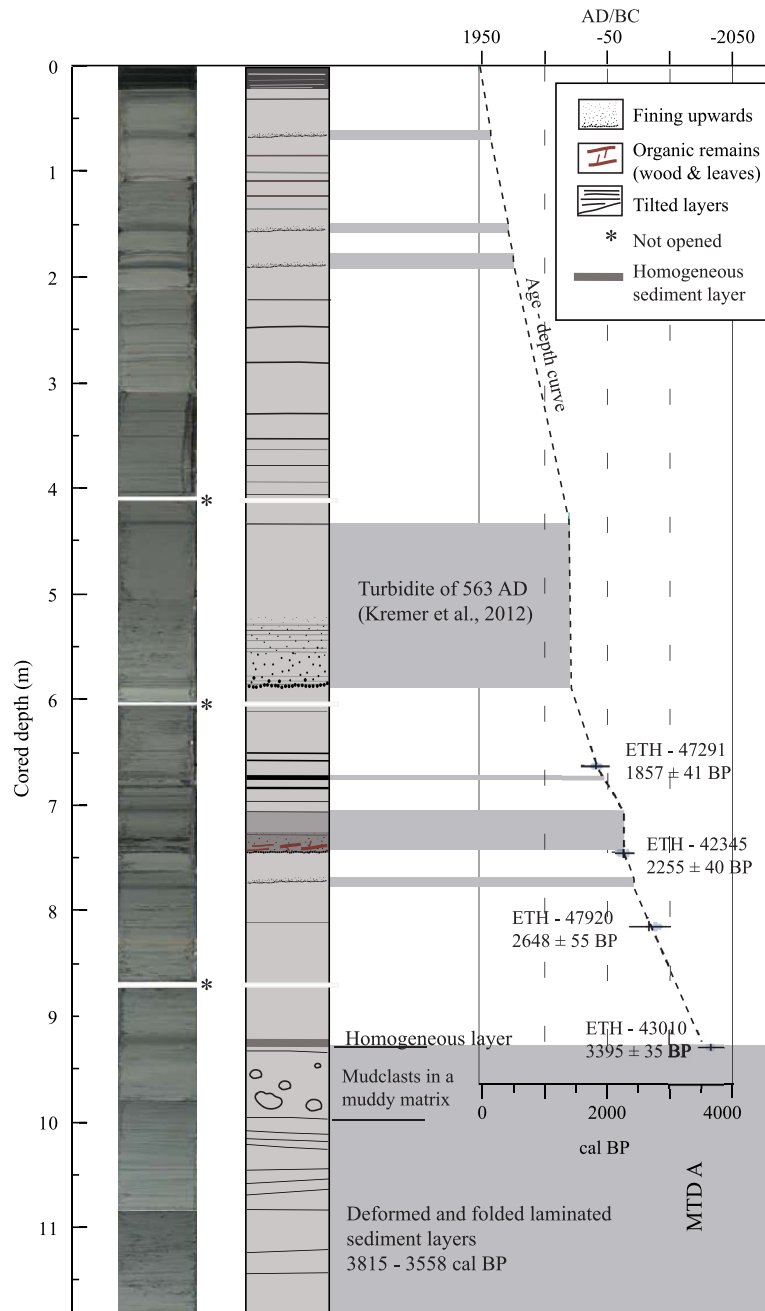 AD/BC
1950
-50
-2050
0
1
2
3
4
5
6
7
8
9
10
11
Cored depth (m)
Fining upwards
Organic remains
(wood & leaves)
Tilted layers
* Not opened
Homogeneous
sediment layer
Age - depth curve
*
*
*
Turbidite of 563 AD
(Kremer et al., 2012)
ETH - 47291
1857 ± 41 BP
ETH - 42345
2255 ± 40 BP
ETH - 47920
2648 ± 55 BP
ETH - 43010
3395 ± 35 BP
Homogeneous layer
Mudclasts in a
muddy matrix
0
2000
4000
cal BP
MTD A
Deformed and folded laminated
sediment layers
3815 - 3558 cal BP